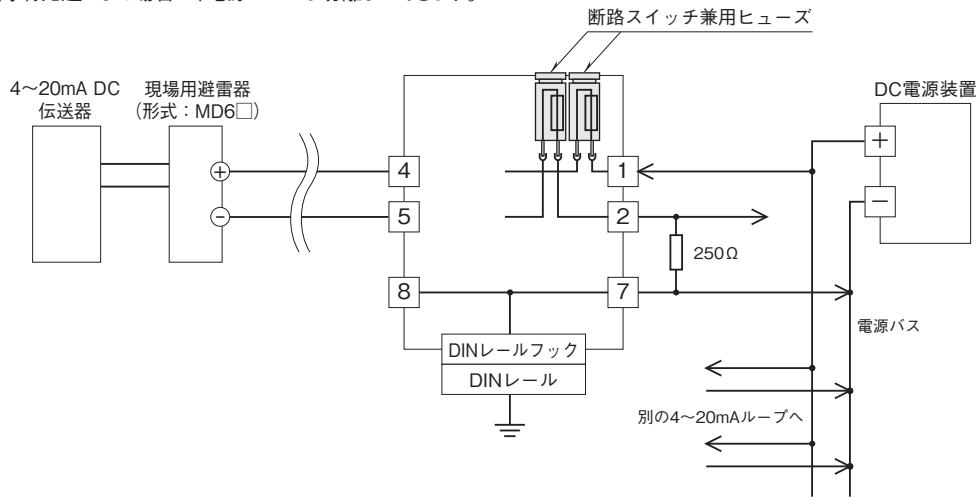 断路スイッチ兼用ヒューズ
4〜20mA DC
伝送器
現場用避雷器
(形式:MD6□)
DC電源装置
+
−
+
−
4
5
8
1
2
7
250Ω
電源バス
DINレールフック
DINレール
別の4〜20mAループへ